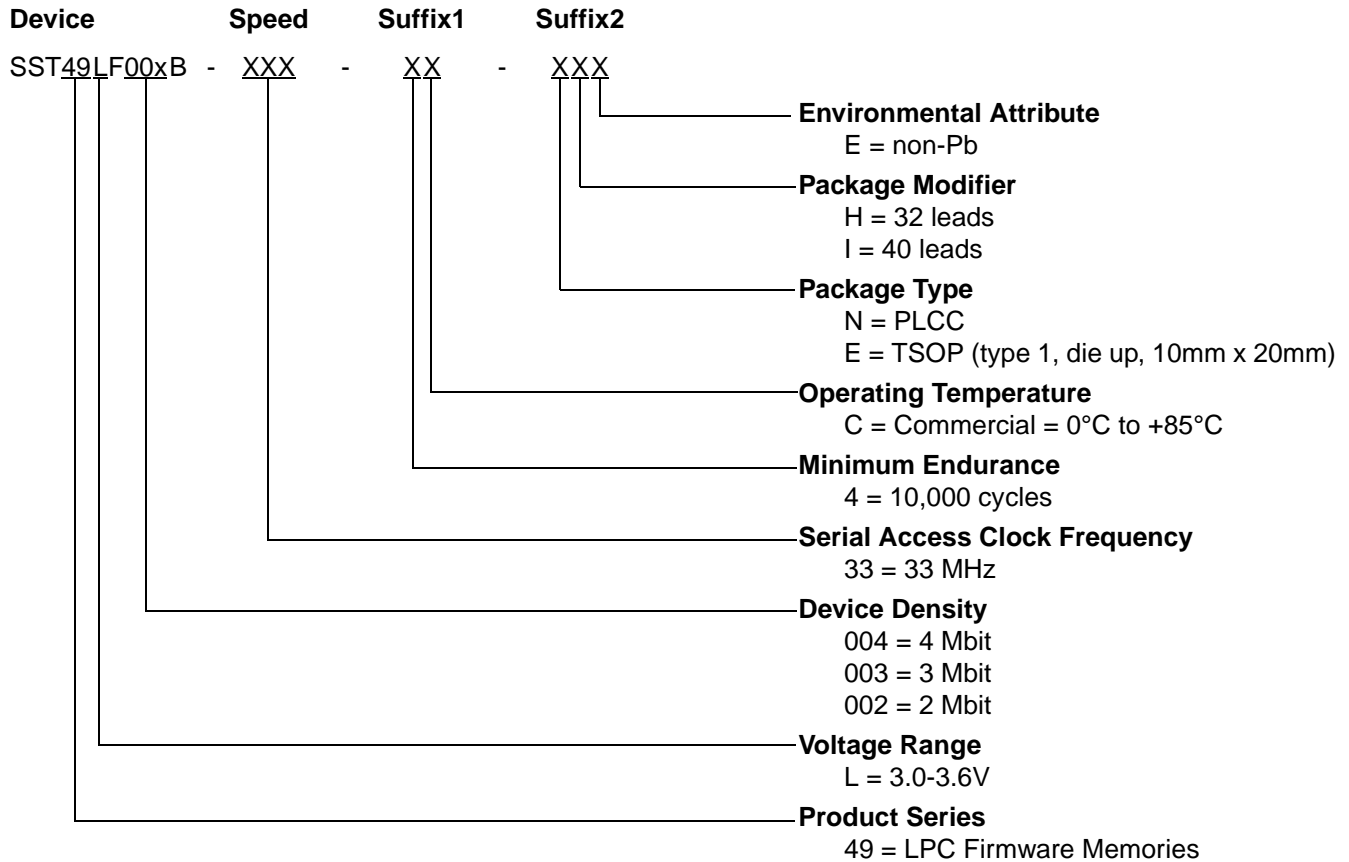 Device Speed Suffix1 Suffix2
SST49LF00xB - XXX - XX - XXX
Environmental Attribute
E = non-Pb
Package Modifier
H = 32 leads
I = 40 leads
Package Type
N = PLCC
E = TSOP (type 1, die up, 10mm x 20mm)
Operating Temperature
C = Commercial = 0°C to +85°C
Minimum Endurance
4 = 10,000 cycles
Serial Access Clock Frequency
33 = 33 MHz
Device Density
004 = 4 Mbit
003 = 3 Mbit
002 = 2 Mbit
Voltage Range
L = 3.0-3.6V
Product Series
49 = LPC Firmware Memories